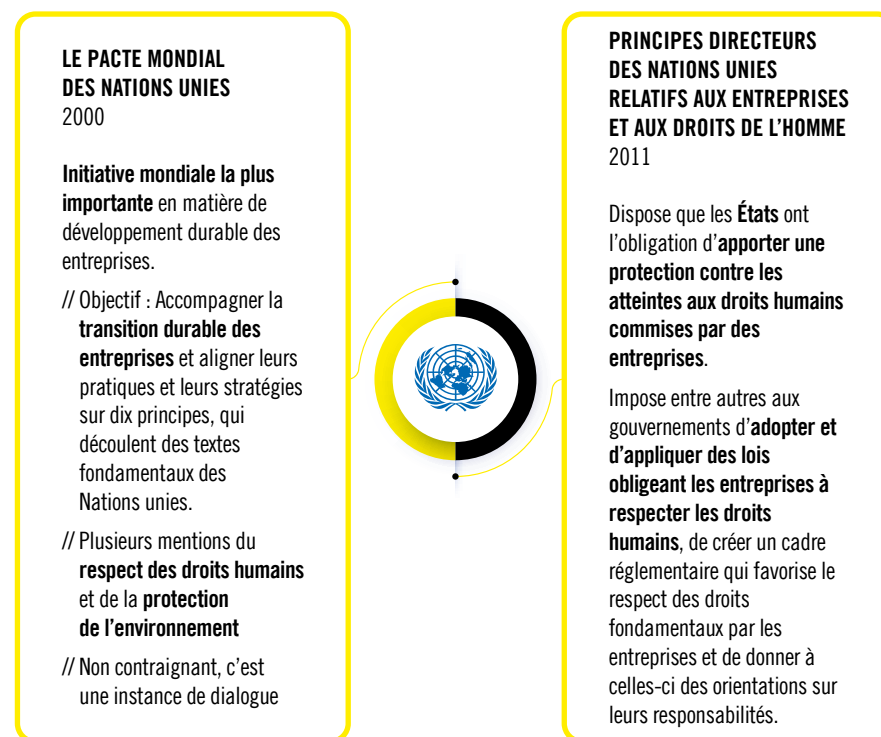 LE PACTE MONDIAL
DES NATIONS UNIES
2000
Initiative mondiale la plus
importante en matière de
développement durable des
entreprises.
// Objectif : Accompagner la
transition durable des
entreprises et aligner leurs
pratiques et leurs stratégies
sur dix principes, qui
découlent des textes
fondamentaux des
Nations unies.
// Plusieurs mentions du
respect des droits humains
et de la protection
de l’environnement
// Non contraignant, c’est
une instance de dialogue
PRINCIPES DIRECTEURS
DES NATIONS UNIES
RELATIFS AUX ENTREPRISES
ET AUX DROITS DE L’HOMME
2011
Dispose que les États ont
l’obligation d’apporter une
protection contre les
atteintes aux droits humains
commises par des
entreprises.
Impose entre autres aux
gouvernements d’adopter et
d’appliquer des lois
obligeant les entreprises à
respecter les droits
humains, de créer un cadre
réglementaire qui favorise le
respect des droits
fondamentaux par les
entreprises et de donner à
celles-ci des orientations sur
leurs responsabilités.